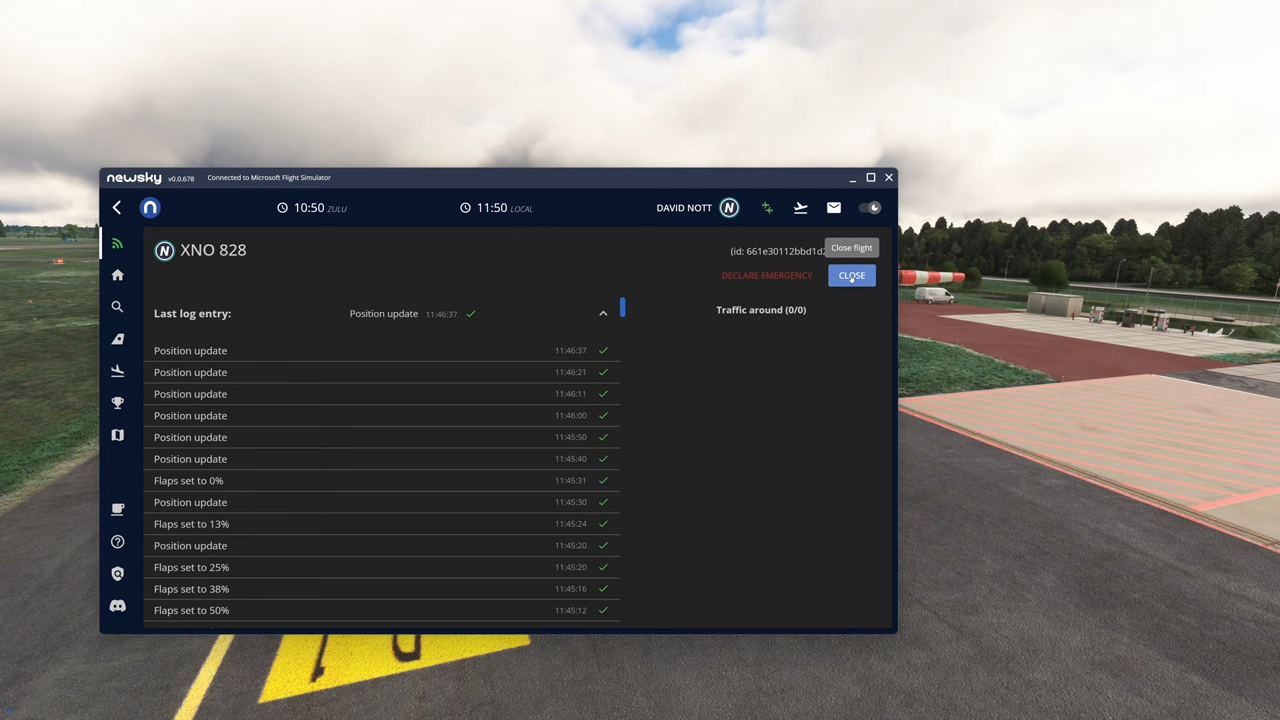 newsky v0.0.678 Connected to Microsoft Flight Simulator
10:50 ZULU 11:50 LOCAL DAVID NOTT N
N XNO 828
(id: 661e30112bbd1d2
Close flight
DECLARE EMERGENCY CLOSE
Last log entry: Position update 11:46:37
Traffic around (0/0)
Position update 11:46:37
Position update 11:46:21
Position update 11:46:11
Position update 11:46:00
Position update 11:45:50
Position update 11:45:40
Flaps set to 0% 11:45:31
Position update 11:45:30
Flaps set to 13% 11:45:24
Position update 11:45:20
Flaps set to 25% 11:45:20
Flaps set to 38% 11:45:16
Flaps set to 50% 11:45:12